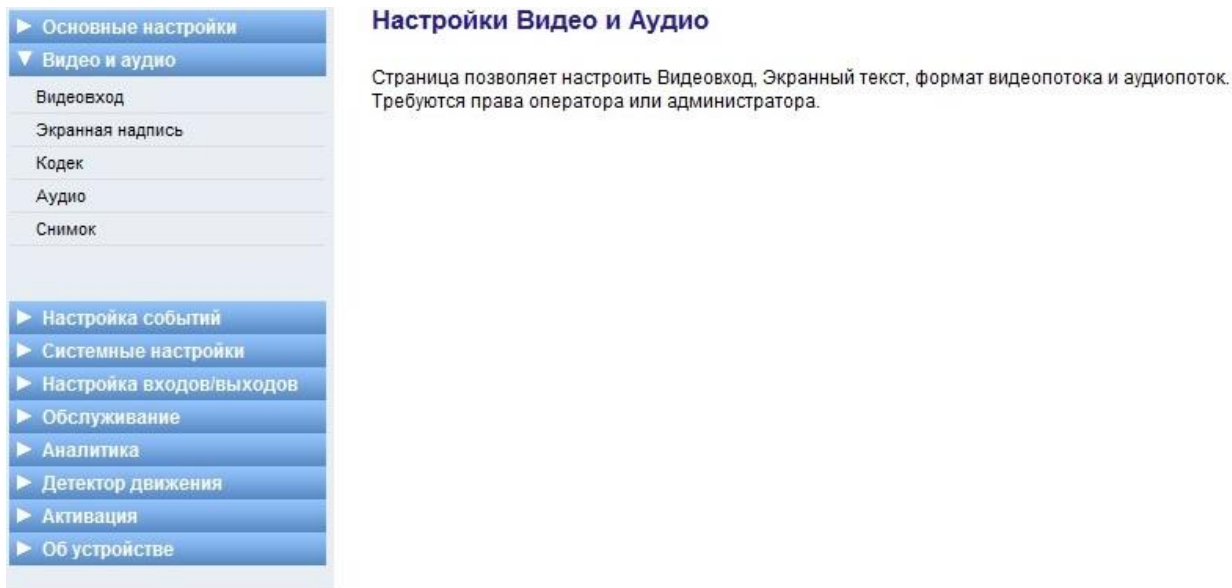 Основные настройки
Видео и аудио
Видеовход
Экранная надпись
Кодек
Аудио
Снимок
Настройка событий
Системные настройки
Настройка входов/выходов
Обслуживание
Аналитика
Детектор движения
Активация
Об устройстве
Настройки Видео и Аудио
Страница позволяет настроить Видеовход, Экранный текст, формат видеопотока и аудиопоток.
Требуются права оператора или администратора.